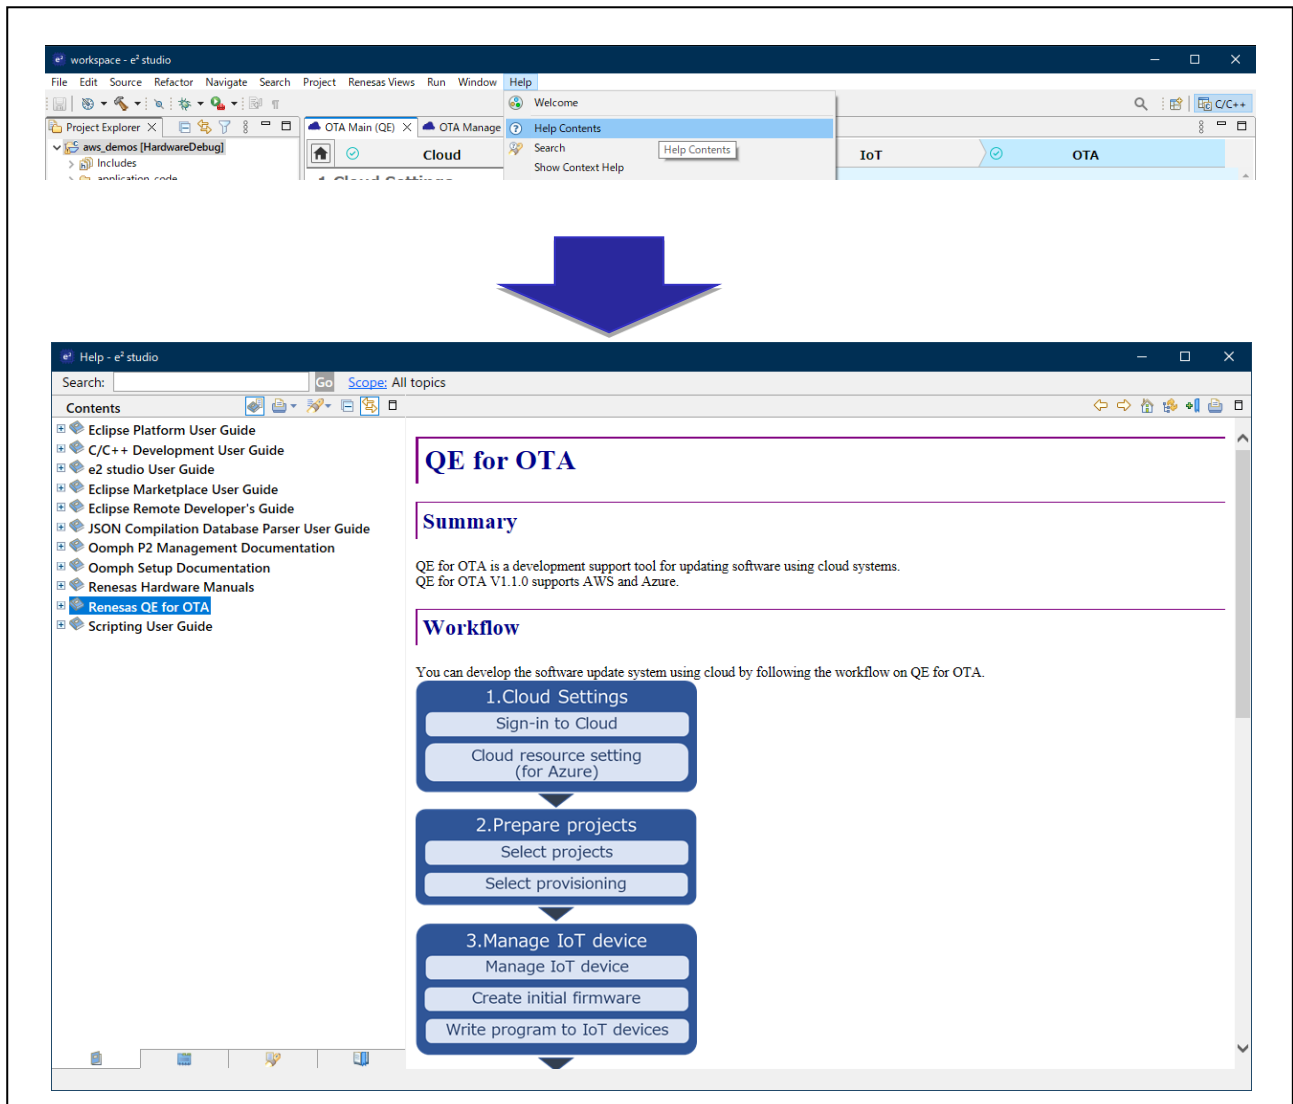 workspace - e² studio
File Edit Source Refactor Navigate Search Project Renesas Views Run Window Help
Welcome
C/C++
Project Explorer
OTA Main (QE)
OTA Manage
Help Contents
aws_demos [HardwareDebug]
Cloud
Search
Help Contents
IoT
OTA
Includes
Show Context Help
application_code
1 Cloud Settings
Help - e² studio
Search:
Go
Scope: All topics
Contents
Eclipse Platform User Guide
C/C++ Development User Guide
e2 studio User Guide
Eclipse Marketplace User Guide
Eclipse Remote Developer's Guide
JSON Compilation Database Parser User Guide
Oomph P2 Management Documentation
Oomph Setup Documentation
Renesas Hardware Manuals
Renesas QE for OTA
Scripting User Guide
QE for OTA
Summary
QE for OTA is a development support tool for updating software using cloud systems.
QE for OTA V1.1.0 supports AWS and Azure.
Workflow
You can develop the software update system using cloud by following the workflow on QE for OTA.
1.Cloud Settings
Sign-in to Cloud
Cloud resource setting
(for Azure)
2.Prepare projects
Select projects
Select provisioning
3.Manage IoT device
Manage IoT device
Create initial firmware
Write program to IoT devices